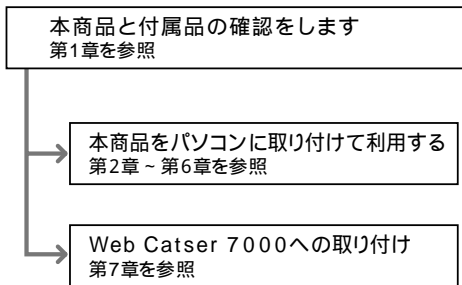 本商品と付属品の確認をします
第1章を参照
本商品をパソコンに取り付けて利用する
第2章～第6章を参照
Web Catser 7000への取り付け
第7章を参照